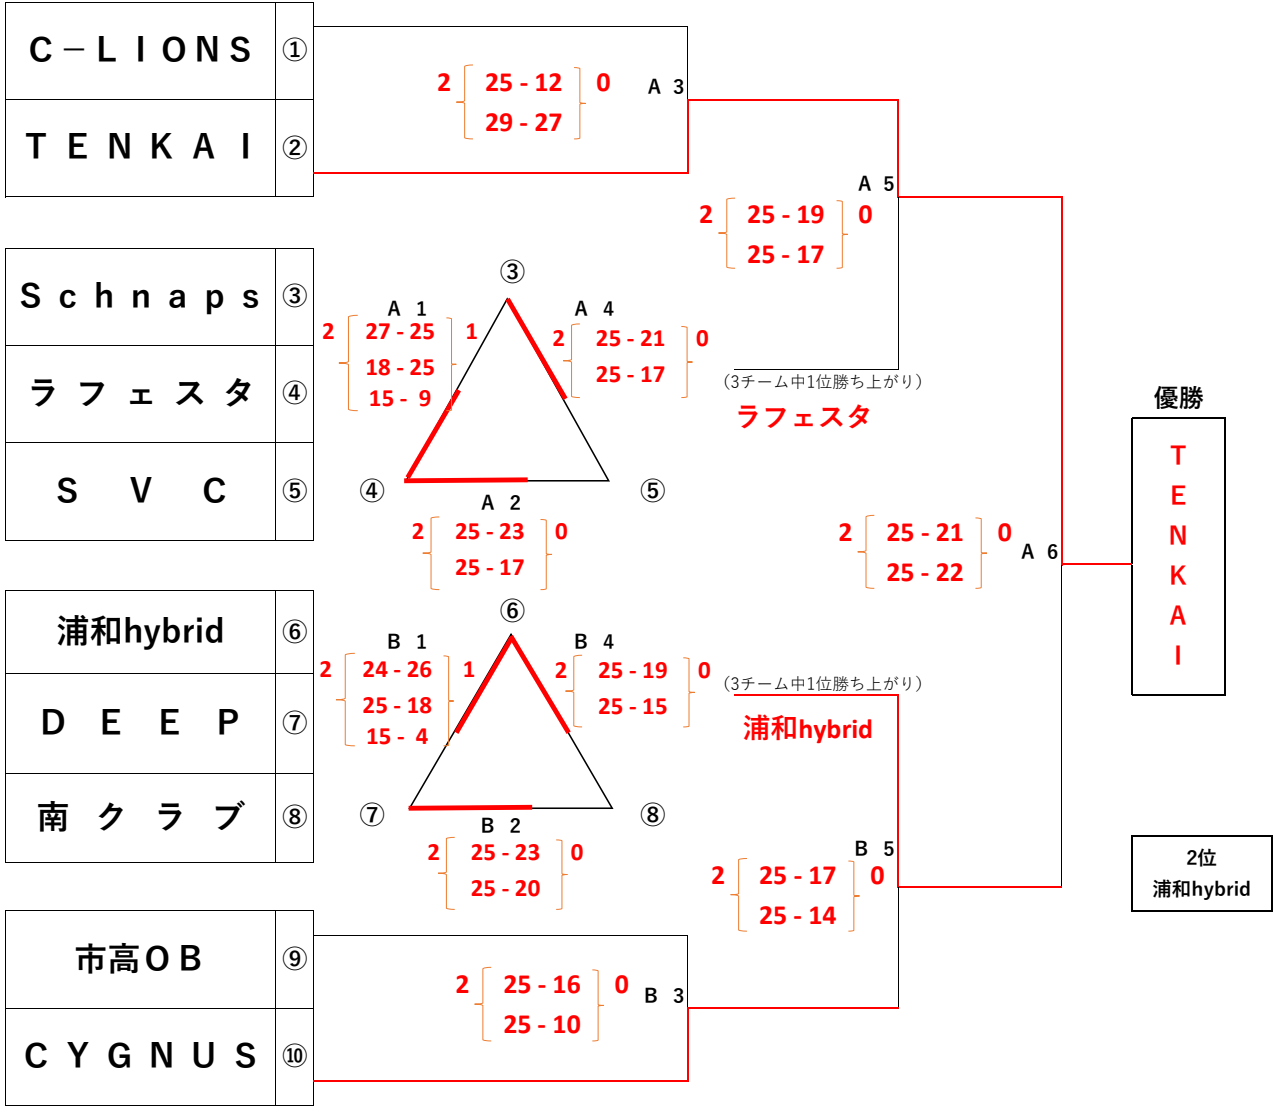 C－LIONS ①
TENKAI ②
2 25 - 12 0
29 - 27
A 3
A 5
2 25 - 19 0
25 - 17
Schnaps ③
ラフェスタ ④
SVC ⑤
③
A 1
2 27 - 25 1
18 - 25
15 - 9
A 4
2 25 - 21 0
25 - 17
④
⑤
A 2
2 25 - 23 0
25 - 17
（3チーム中1位勝ち上がり）
ラフェスタ
優勝
TENKAI
2 25 - 21 0
25 - 22
A 6
浦和hybrid ⑥
DEEP ⑦
南クラブ ⑧
⑥
B 1
2 24 - 26 1
25 - 18
15 - 4
B 4
2 25 - 19 0
25 - 15
⑦
⑧
B 2
2 25 - 23 0
25 - 20
（3チーム中1位勝ち上がり）
浦和hybrid
B 5
2 25 - 17 0
25 - 14
2位
浦和hybrid
市高OB ⑨
CYGNUS ⑩
2 25 - 16 0
25 - 10
B 3